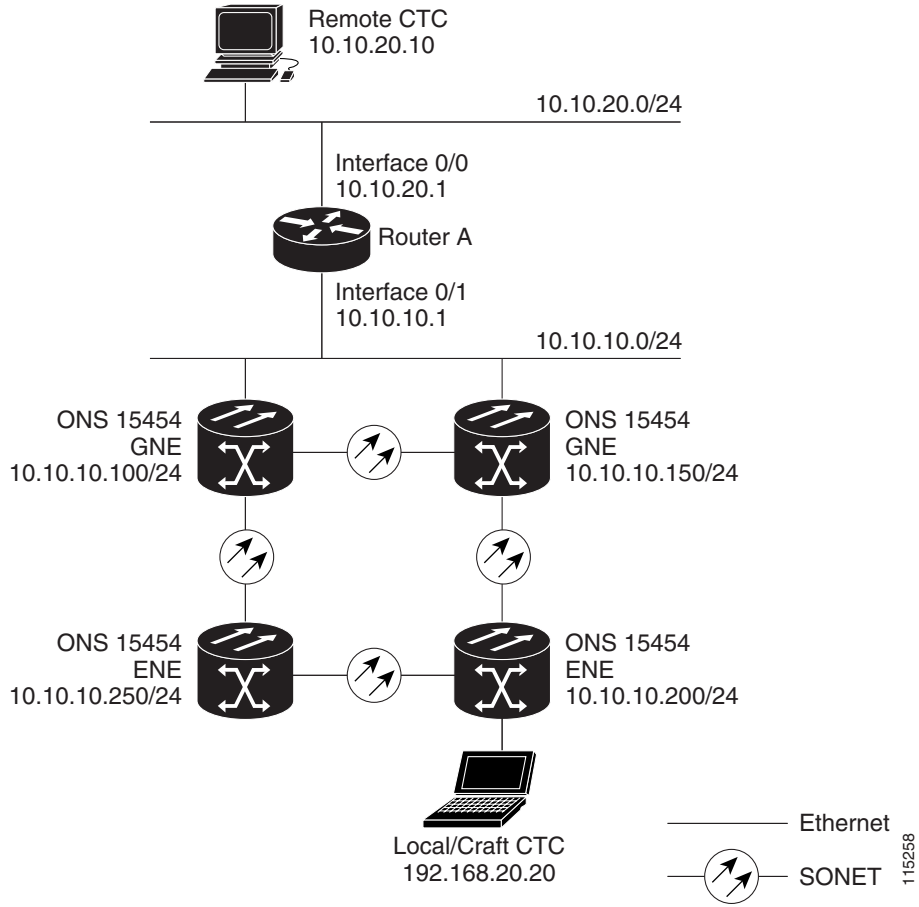 Remote CTC
10.10.20.10
10.10.20.0/24
Interface 0/0
10.10.20.1
Router A
Interface 0/1
10.10.10.1
10.10.10.0/24
ONS 15454
GNE
10.10.10.100/24
ONS 15454
GNE
10.10.10.150/24
ONS 15454
ENE
10.10.10.250/24
ONS 15454
ENE
10.10.10.200/24
Local/Craft CTC
192.168.20.20
Ethernet
SONET
115258